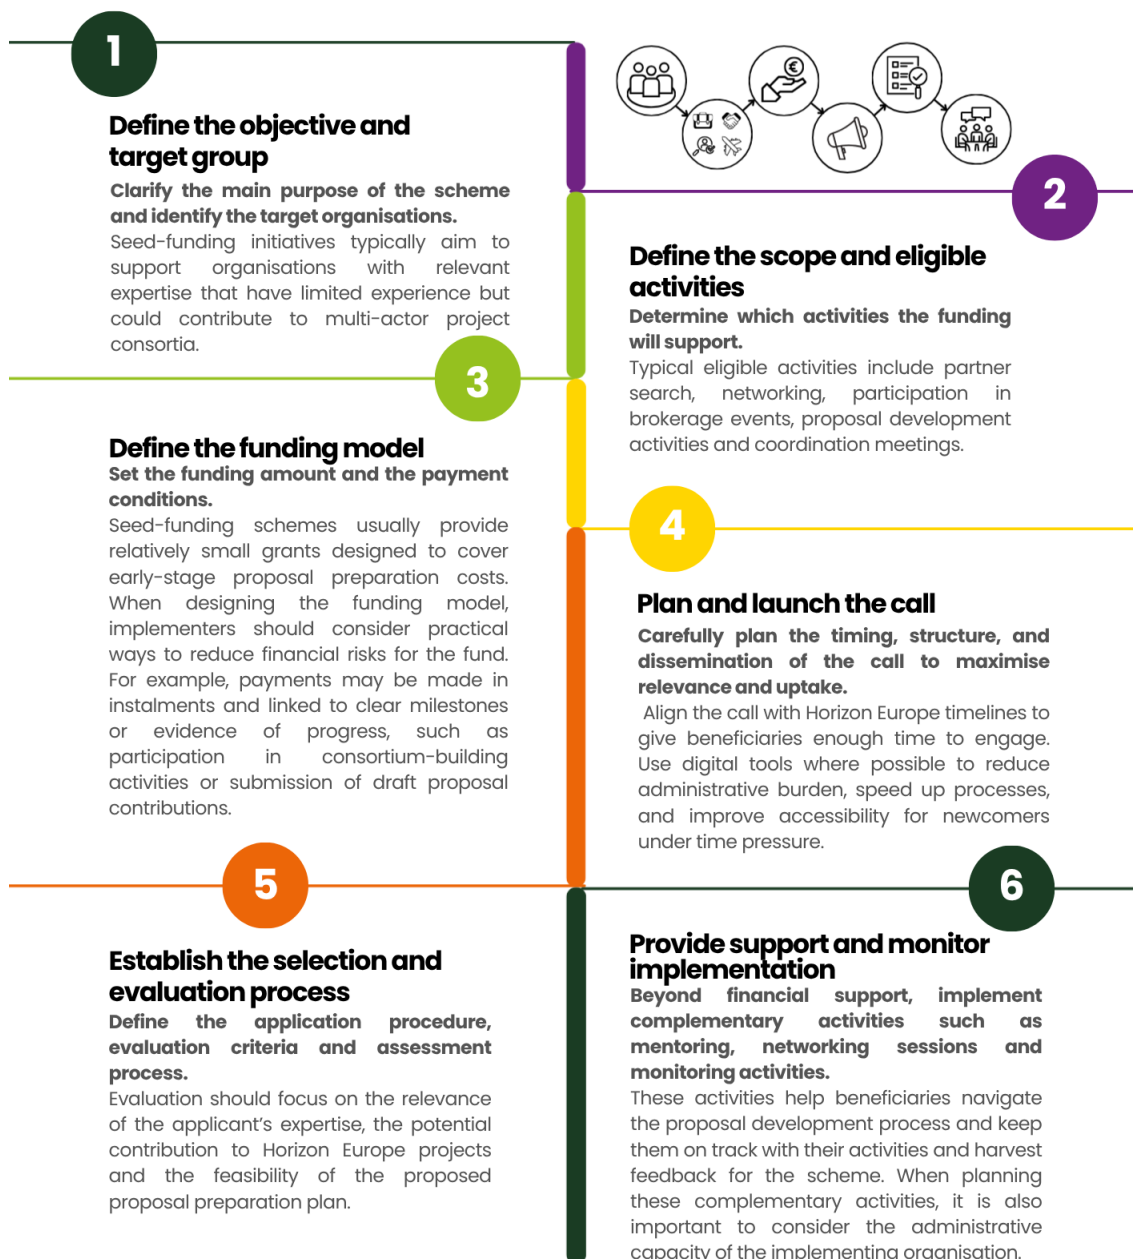 1
Define the objective and
target group
Clarify the main purpose of the scheme
and identify the target organisations.
Seed-funding initiatives typically aim to
support organisations with relevant
expertise that have limited experience but
could contribute to multi-actor project
consortia.
2
Define the scope and eligible
activities
Determine which activities the funding
will support.
Typical eligible activities include partner
search, networking, participation in
brokerage events, proposal development
activities and coordination meetings.
3
Define the funding model
Set the funding amount and the payment
conditions.
Seed-funding schemes usually provide
relatively small grants designed to cover
early-stage proposal preparation costs.
When designing the funding model,
implementers should consider practical
ways to reduce financial risks for the fund.
For example, payments may be made in
instalments and linked to clear milestones
or evidence of progress, such as
participation in consortium-building
activities or submission of draft proposal
contributions.
4
Plan and launch the call
Carefully plan the timing, structure, and
dissemination of the call to maximise
relevance and uptake.
Align the call with Horizon Europe timelines to
give beneficiaries enough time to engage.
Use digital tools where possible to reduce
administrative burden, speed up processes,
and improve accessibility for newcomers
under time pressure.
5
Establish the selection and
evaluation process
Define the application procedure,
evaluation criteria and assessment
process.
Evaluation should focus on the relevance
of the applicant's expertise, the potential
contribution to Horizon Europe projects
and the feasibility of the proposed
proposal preparation plan.
6
Provide support and monitor
implementation
Beyond financial support, implement
complementary activities such as
mentoring, networking sessions and
monitoring activities.
These activities help beneficiaries navigate
the proposal development process and keep
them on track with their activities and harvest
feedback for the scheme. When planning
these complementary activities, it is also
important to consider the administrative
capacity of the implementing organisation.